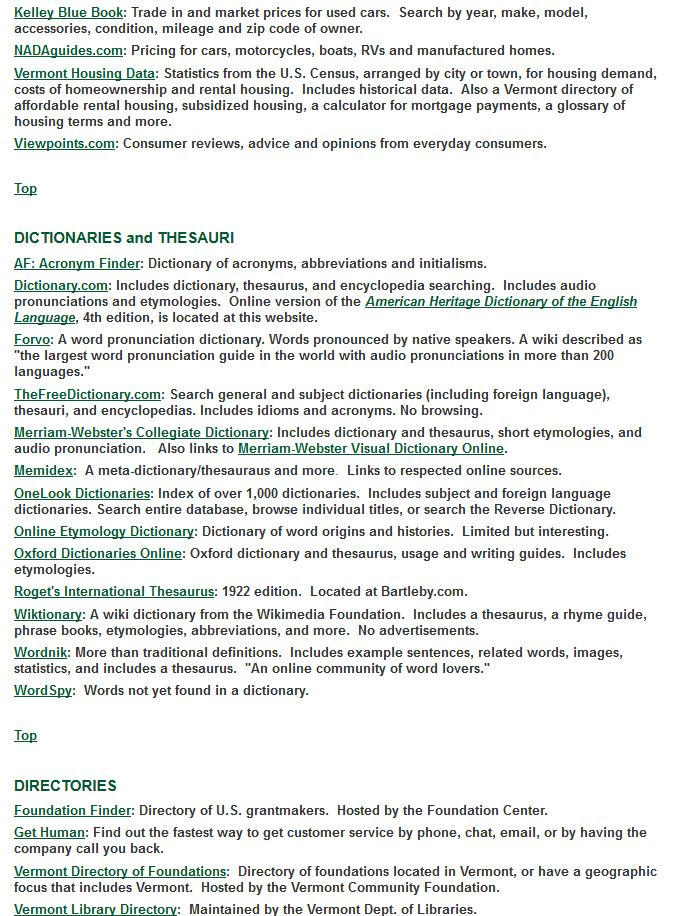 Kelley Blue Book: Trade in and market prices for used cars.  Search by year, make, model,
accessories, condition, mileage and zip code of owner.
NADAguides.com: Pricing for cars, motorcycles, boats, RVs and manufactured homes.
Vermont Housing Data: Statistics from the U.S. Census, arranged by city or town, for housing demand,
costs of homeownership and rental housing.  Includes historical data.  Also a Vermont directory of
affordable rental housing, subsidized housing, a calculator for mortgage payments, a glossary of
housing terms and more.
Viewpoints.com: Consumer reviews, advice and opinions from everyday consumers.
Top
DICTIONARIES and THESAURI
AF: Acronym Finder: Dictionary of acronyms, abbreviations and initialisms.
Dictionary.com: Includes dictionary, thesaurus, and encyclopedia searching.  Includes audio
pronunciations and etymologies.  Online version of the American Heritage Dictionary of the English
Language, 4th edition, is located at this website.
Forvo: A word pronunciation dictionary. Words pronounced by native speakers. A wiki described as
"the largest word pronunciation guide in the world with audio pronunciations in more than 200
languages."
TheFreeDictionary.com: Search general and subject dictionaries (including foreign language),
thesauri, and encyclopedias. Includes idioms and acronyms. No browsing.
Merriam-Webster's Collegiate Dictionary: Includes dictionary and thesaurus, short etymologies, and
audio pronunciation.   Also links to Merriam-Webster Visual Dictionary Online.
Memidex:  A meta-dictionary/thesauraus and more.  Links to respected online sources.
OneLook Dictionaries: Index of over 1,000 dictionaries.  Includes subject and foreign language
dictionaries. Search entire database, browse individual titles, or search the Reverse Dictionary.
Online Etymology Dictionary: Dictionary of word origins and histories.  Limited but interesting.
Oxford Dictionaries Online: Oxford dictionary and thesaurus, usage and writing guides.  Includes
etymologies.
Roget's International Thesaurus: 1922 edition.  Located at Bartleby.com.
Wiktionary: A wiki dictionary from the Wikimedia Foundation.  Includes a thesaurus, a rhyme guide,
phrase books, etymologies, abbreviations, and more.  No advertisements.
Wordnik: More than traditional definitions.  Includes example sentences, related words, images,
statistics, and includes a thesaurus.  "An online community of word lovers."
WordSpy:  Words not yet found in a dictionary.
Top
DIRECTORIES
Foundation Finder: Directory of U.S. grantmakers.  Hosted by the Foundation Center.
Get Human: Find out the fastest way to get customer service by phone, chat, email, or by having the
company call you back.
Vermont Directory of Foundations:  Directory of foundations located in Vermont, or have a geographic
focus that includes Vermont.  Hosted by the Vermont Community Foundation.
Vermont Library Directory:  Maintained by the Vermont Dept. of Libraries.